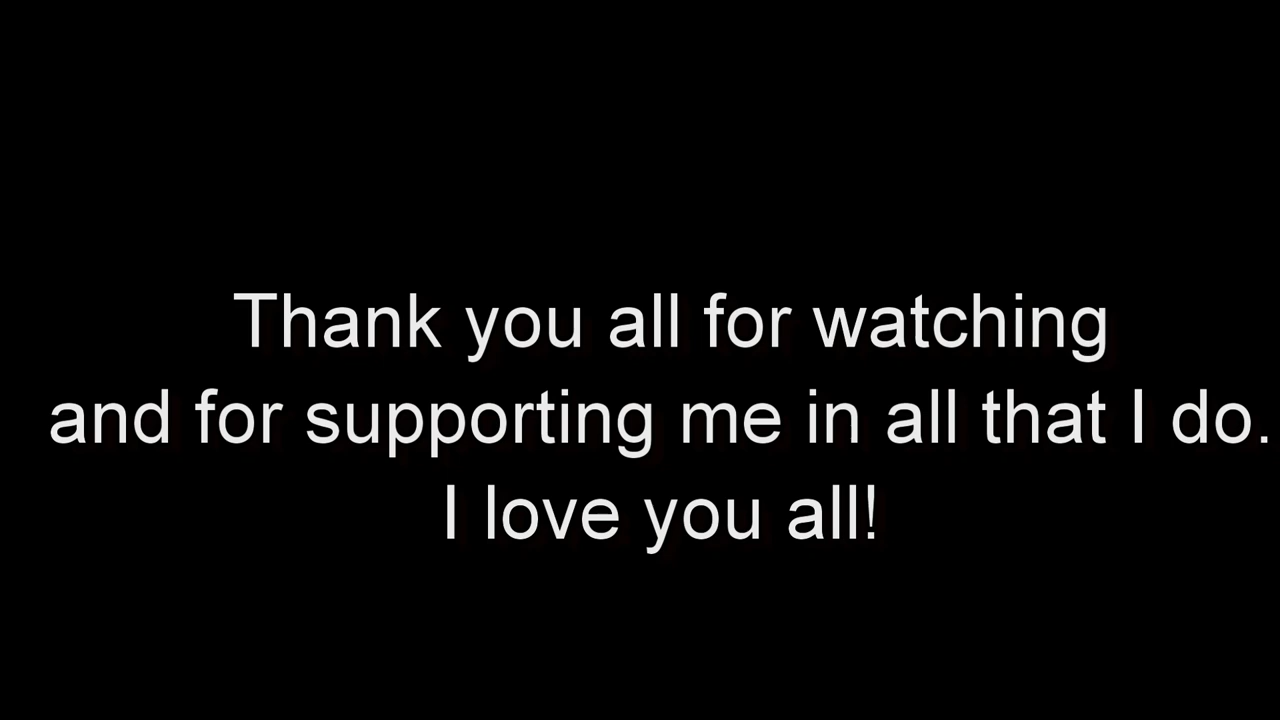 Thank you all for watching
and for supporting me in all that I do.
I love you all!